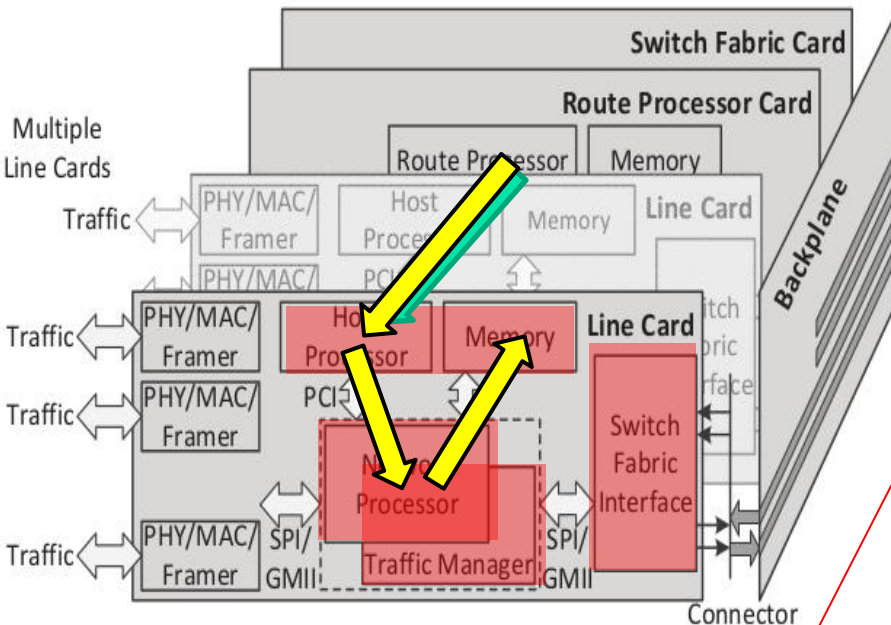 Switch Fabric Card
Route Processor Card
Multiple
Line Cards
Route Processor
Memory
Traffic
PHY/MAC/
Framer
Host
Memory
Line Card
PHY/MAC/
Backplane
Traffic
PHY/MAC/
Framer
Processor
Memory
Line Card
Traffic
PHY/MAC/
Framer
PCI
Switch
Fabric
Interface
Processor
Traffic Manager
Traffic
PHY/MAC/
Framer
SPI/
GMII
SPI/
GMII
Connector